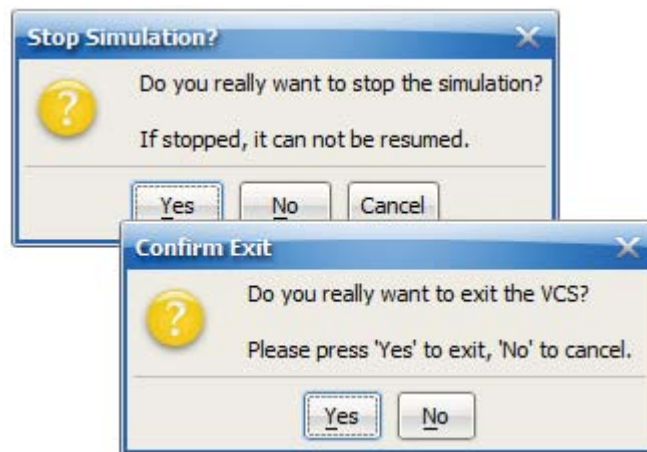 Stop Simulation?
Do you really want to stop the simulation?
If stopped, it can not be resumed.
Yes No Cancel
Confirm Exit
Do you really want to exit the VCS?
Please press 'Yes' to exit, 'No' to cancel.
Yes No